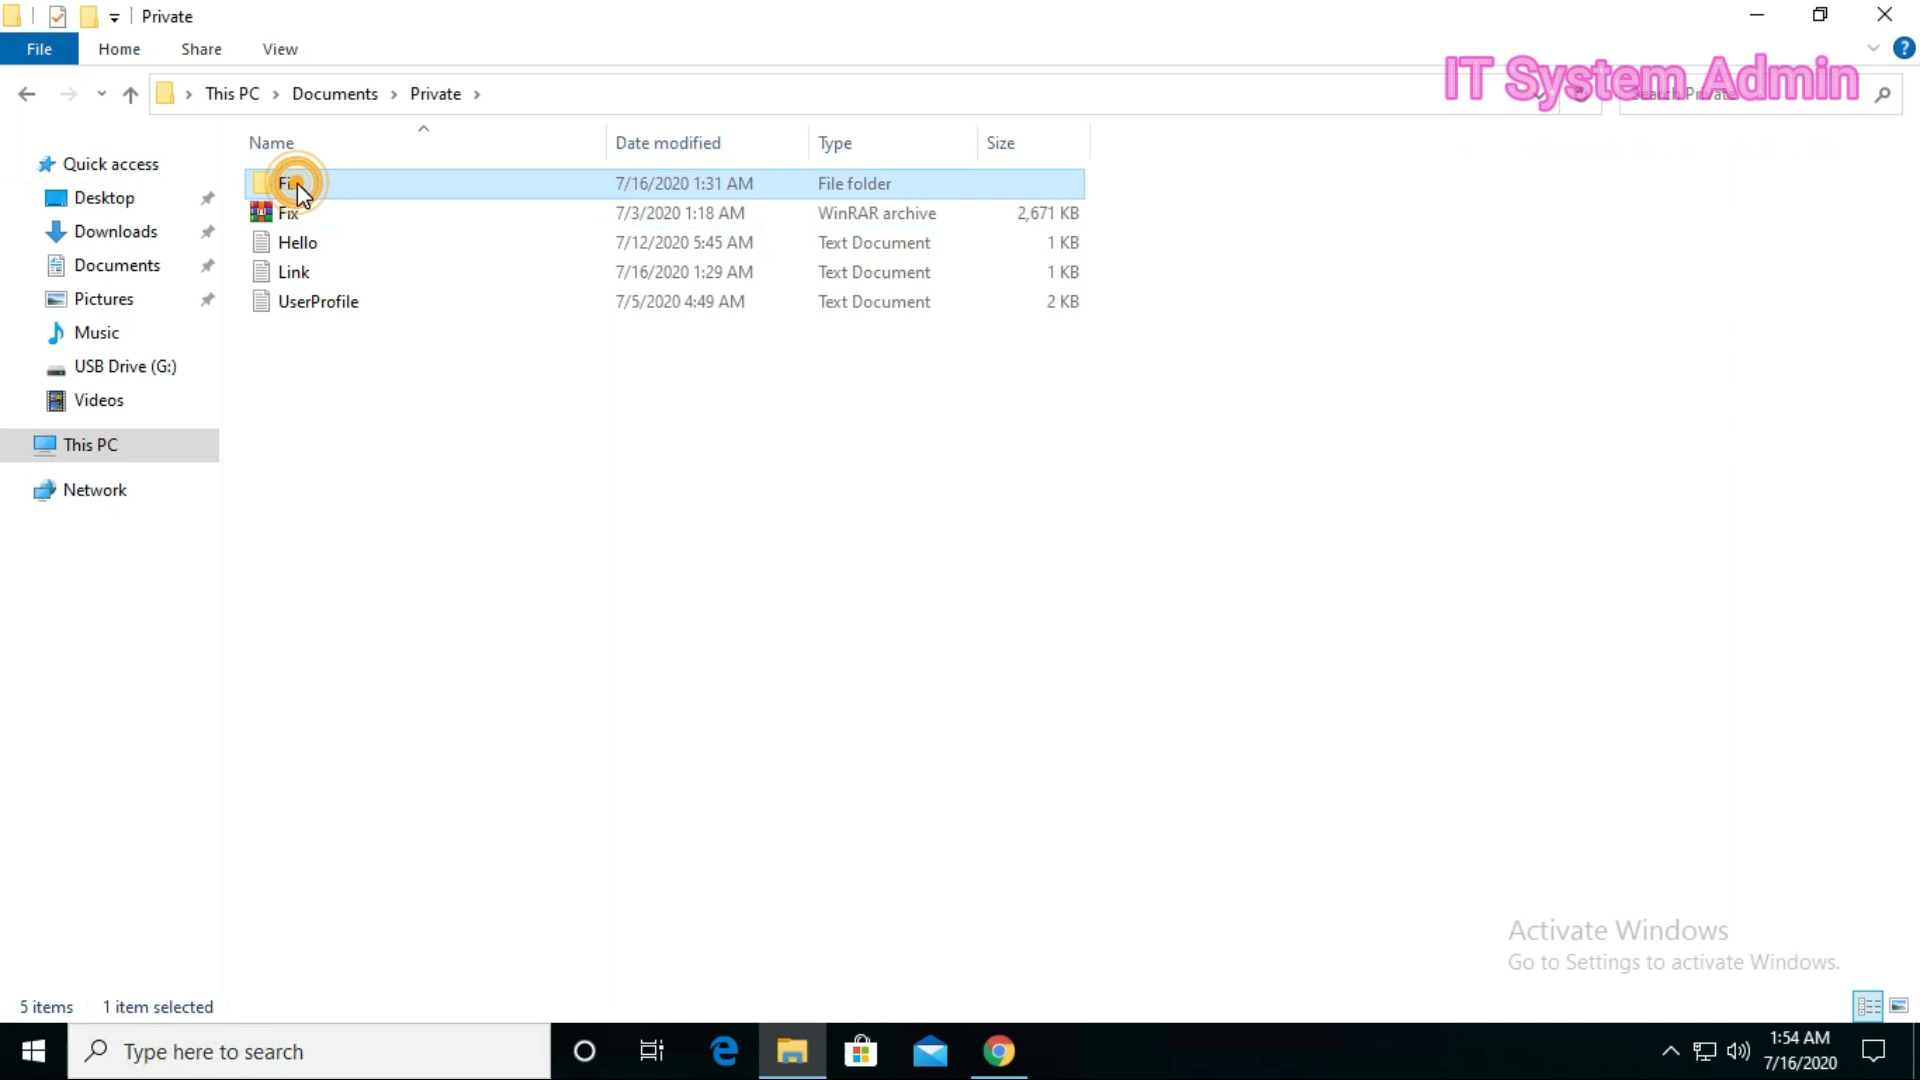 Private
File Home Share View
IT System Admin
This PC Documents Private
Name Date modified Type Size
Quick access
7/16/2020 1:31 AM File folder
Desktop
Fix 7/3/2020 1:18 AM WinRAR archive 2,671 KB
Downloads
Hello 7/12/2020 5:45 AM Text Document 1 KB
Documents
Link 7/16/2020 1:29 AM Text Document 1 KB
Pictures
UserProfile 7/5/2020 4:49 AM Text Document 2 KB
Music
USB Drive (G:)
Videos
This PC
Network
Activate Windows
Go to Settings to activate Windows.
5 items 1 item selected
Type here to search
1:54 AM
7/16/2020